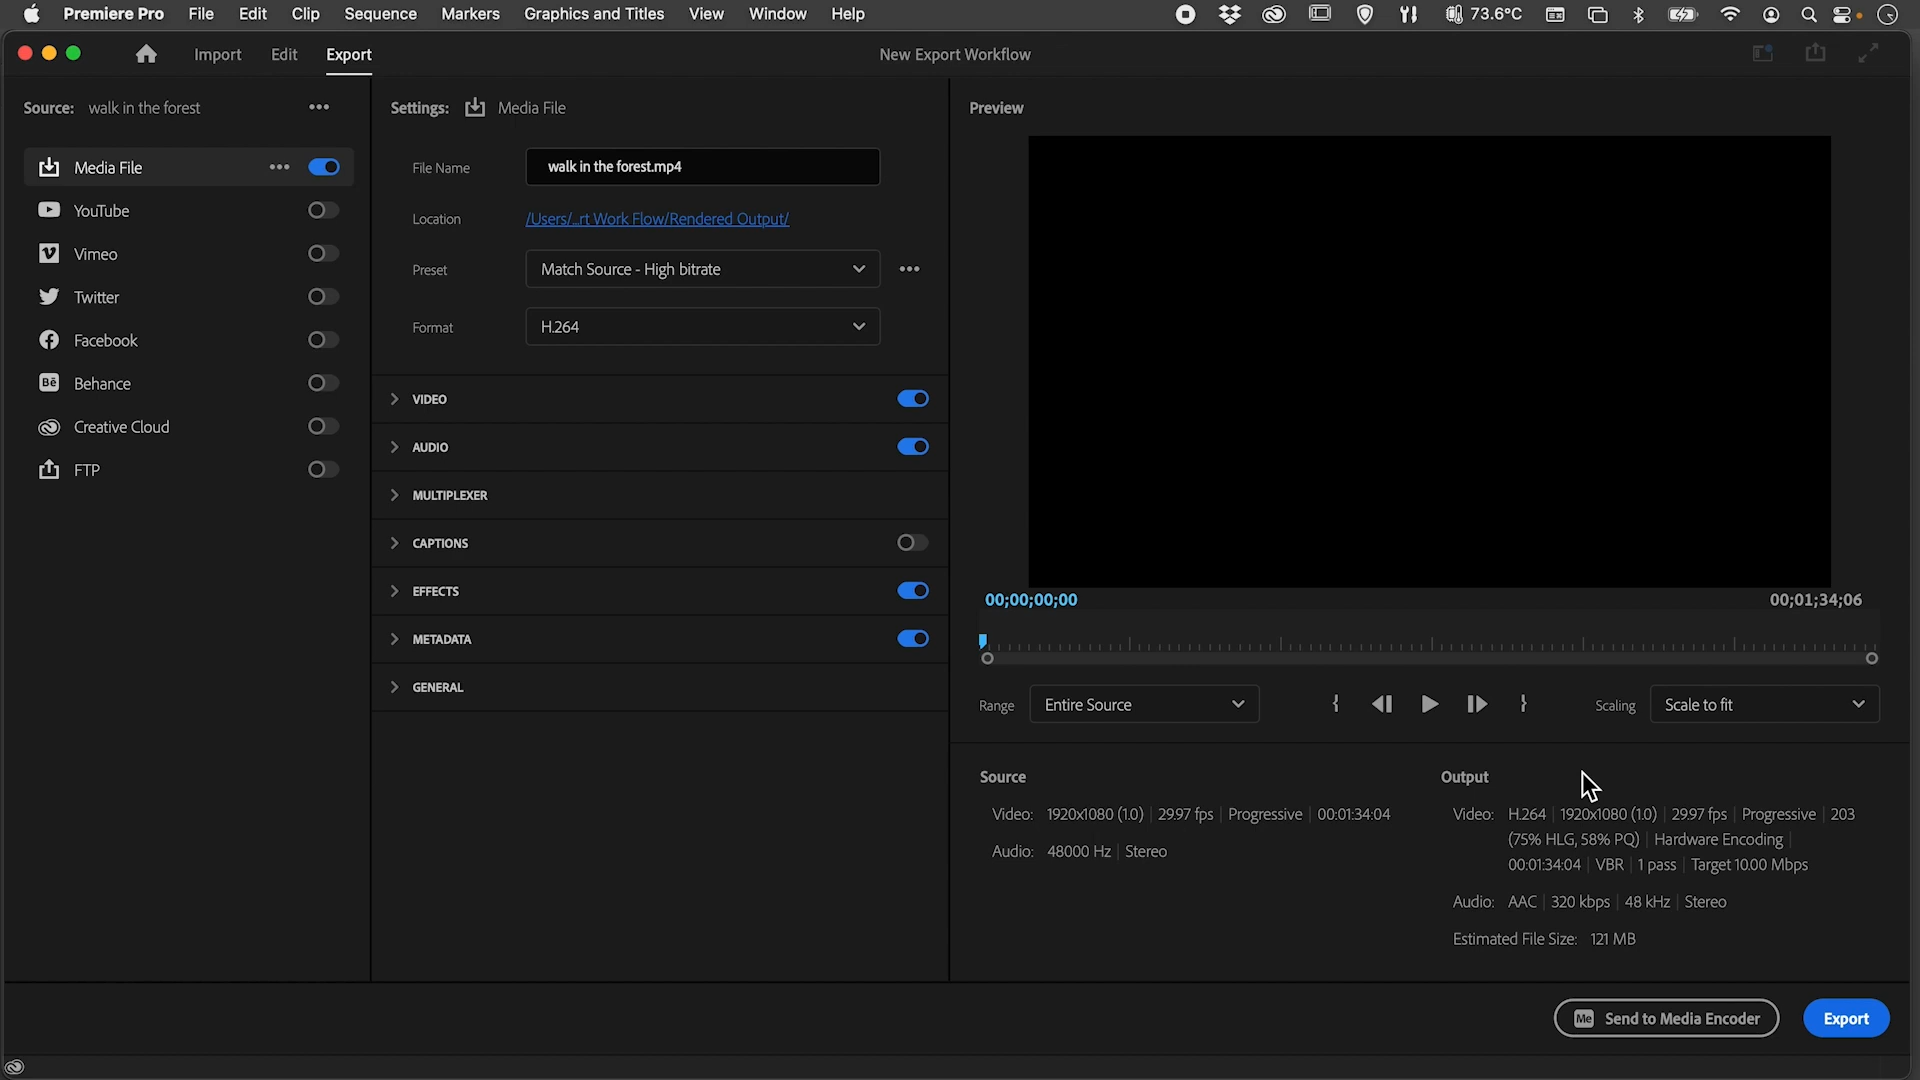 Premiere Pro File Edit Clip Sequence Markers Graphics and Titles View Window Help 73.6°C
Import Edit Export New Export Workflow
Source: walk in the forest
Media File
YouTube
Vimeo
Twitter
Facebook
Bē Behance
Creative Cloud
FTP
Settings: Media File
File Name walk in the forest.mp4
Location /Users/...rt Work Flow/Rendered Output/
Preset Match Source - High bitrate
Format H.264
VIDEO
AUDIO
MULTIPLEXER
CAPTIONS
EFFECTS
METADATA
GENERAL
Preview
00;00;00;00 00;01;34;06
Range Entire Source Scaling Scale to fit
Source
Video: 1920x1080 (1.0) | 29.97 fps | Progressive | 00:01:34:04
Audio: 48000 Hz | Stereo
Output
Video: H.264 | 1920x1080 (1.0) | 29.97 fps | Progressive | 203
(75% HLG, 58% PQ) | Hardware Encoding |
00:01:34:04 | VBR | 1 pass | Target 10.00 Mbps
Audio: AAC | 320 kbps | 48 kHz | Stereo
Estimated File Size: 121 MB
Me Send to Media Encoder Export